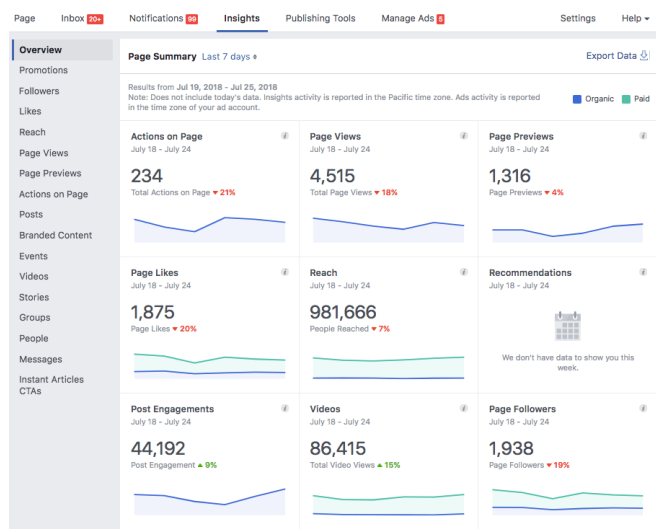 Page Inbox 20+ Notifications 99 Insights Publishing Tools Manage Ads 5 Settings Help
Overview
Promotions
Followers
Likes
Reach
Page Views
Page Previews
Actions on Page
Posts
Branded Content
Events
Videos
Stories
Groups
People
Messages
Instant Articles
CTAs
Page Summary Last 7 days
Export Data
Results from Jul 19, 2018 - Jul 25, 2018
Note: Does not include today's data. Insights activity is reported in the Pacific time zone. Ads activity is reported
in the time zone of your ad account.
Organic Paid
Actions on Page i
July 18 - July 24
234
Total Actions on Page ▼ 21%
Page Views i
July 18 - July 24
4,515
Total Page Views ▼ 18%
Page Previews i
July 18 - July 24
1,316
Page Previews ▼ 4%
Page Likes i
July 18 - July 24
1,875
Page Likes ▼ 20%
Reach i
July 18 - July 24
981,666
People Reached ▼ 7%
Recommendations i
July 18 - July 24
We don't have data to show you this
week.
Post Engagements i
July 18 - July 24
44,192
Post Engagement ▲ 9%
Videos i
July 18 - July 24
86,415
Total Video Views ▲ 15%
Page Followers i
July 18 - July 24
1,938
Page Followers ▼ 19%